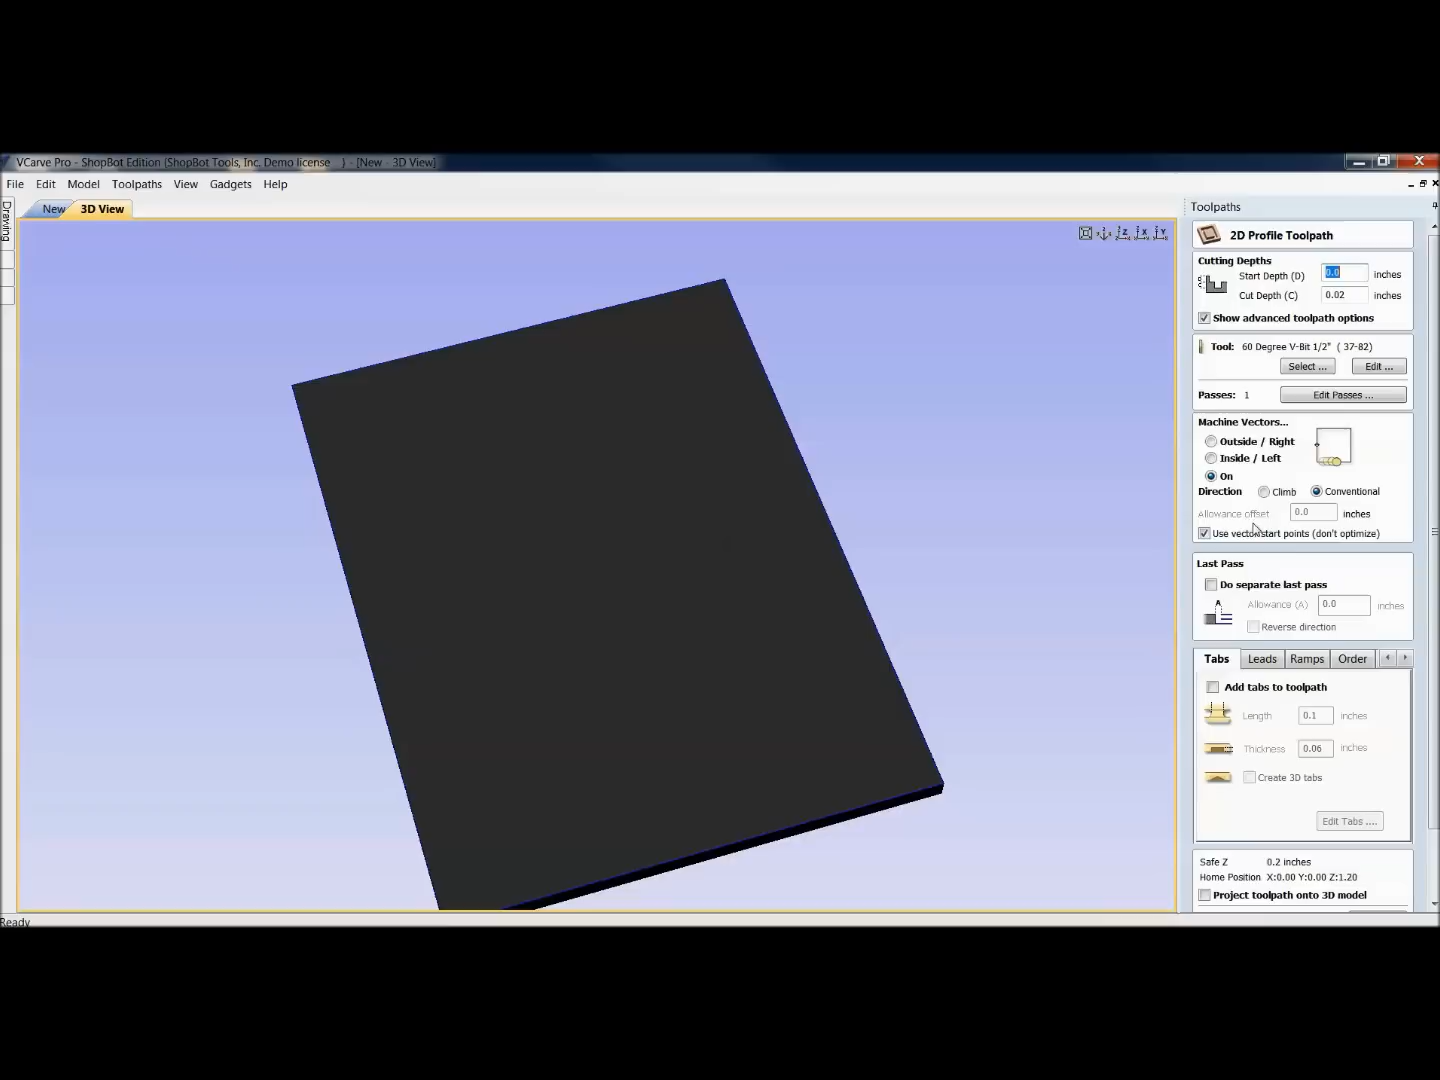 VCarve Pro - ShopBot Edition (ShopBot Tools, Inc. Demo license    ) - [New - 3D View]
File Edit Model Toolpaths View Gadgets Help
Drawing
New 3D View
Toolpaths
2D Profile Toolpath
Cutting Depths
Start Depth (D) 0.0 inches
Cut Depth (C) 0.02 inches
Show advanced toolpath options
Tool: 60 Degree V-Bit 1/2" ( 37-82)
Select ... Edit ...
Passes: 1 Edit Passes ...
Machine Vectors...
Outside / Right
Inside / Left
On
Direction Climb Conventional
Allowance offset 0.0 inches
Use vector start points (don't optimize)
Last Pass
Do separate last pass
Allowance (A) 0.0 inches
Reverse direction
Tabs Leads Ramps Order
Add tabs to toolpath
Length 0.1 inches
Thickness 0.06 inches
Create 3D tabs
Edit Tabs ....
Safe Z 0.2 inches
Home Position X:0.00 Y:0.00 Z:1.20
Project toolpath onto 3D model
Ready